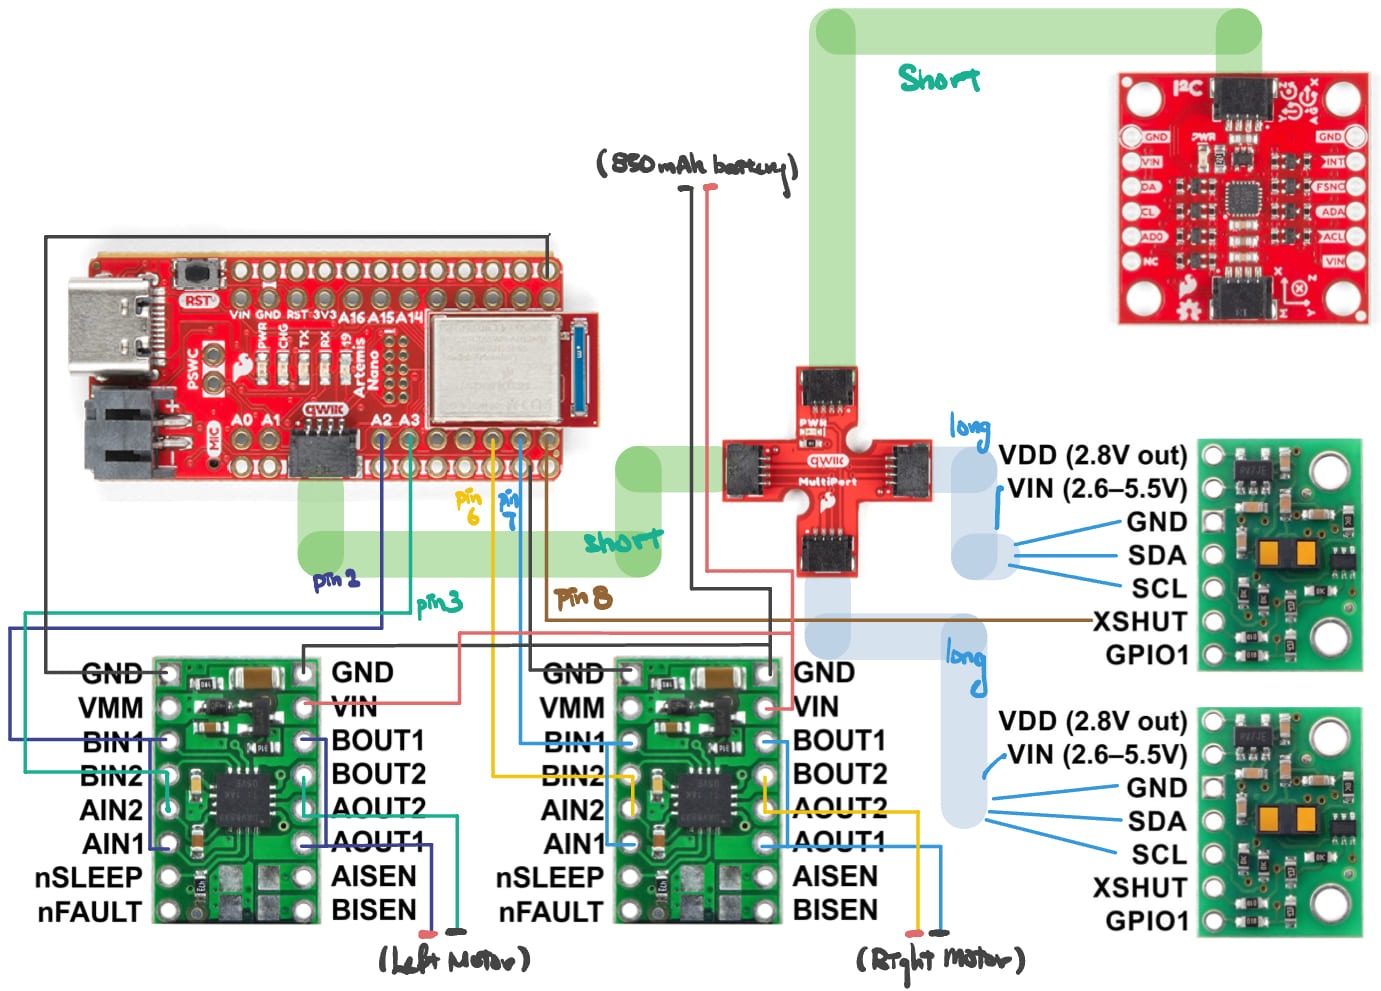 Short
(850mAh battery)
I²C
PWR
GND
VIN
DA
CL
AD0
NC
GND
INT
FSNC
ADA
ACL
VIN
X
Z
Y
RST
VIN GND RST 3V3 A16 A15 A14
PWR
CHG
TX
RX
19
Artemis
Nano
PSWC
MIC
A0 A1
qwiic
A2 A3
PWR
qwiic
MultiPort
long
short
pin 2
pin 3
pin
6
pin
7
pin 8
long
VDD (2.8V out)
VIN (2.6–5.5V)
GND
SDA
SCL
XSHUT
GPIO1
VDD (2.8V out)
VIN (2.6–5.5V)
GND
SDA
SCL
XSHUT
GPIO1
GND
VMM
BIN1
BIN2
AIN2
AIN1
nSLEEP
nFAULT
GND
VIN
BOUT1
BOUT2
AOUT2
AOUT1
AISEN
BISEN
GND
VMM
BIN1
BIN2
AIN2
AIN1
nSLEEP
nFAULT
GND
VIN
BOUT1
BOUT2
AOUT2
AOUT1
AISEN
BISEN
(Left Motor)
(Right Motor)